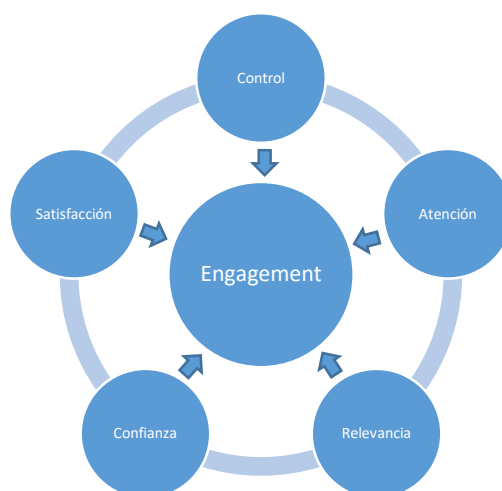 Control
Satisfacción
Atención
Engagement
Confianza
Relevancia